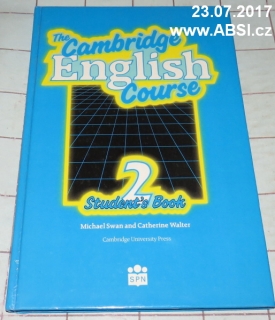 23.07.2017
www.ABSI.cz
The
Cambridge
English
Course
2
Student's Book
Michael Swan and Catherine Walter
Cambridge University Press
SPN